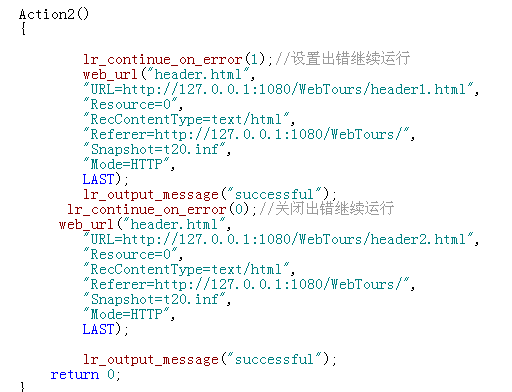 Action2()
{
lr_continue_on_error(1);//设置出错继续运行
web_url("header.html",
"URL=http://127.0.0.1:1080/WebTours/header1.html",
"Resource=0",
"RecContentType=text/html",
"Referer=http://127.0.0.1:1080/WebTours/",
"Snapshot=t20.inf",
"Mode=HTTP",
LAST);
lr_output_message("successful");
lr_continue_on_error(0);//关闭出错继续运行
web_url("header.html",
"URL=http://127.0.0.1:1080/WebTours/header2.html",
"Resource=0",
"RecContentType=text/html",
"Referer=http://127.0.0.1:1080/WebTours/",
"Snapshot=t20.inf",
"Mode=HTTP",
LAST);
lr_output_message("successful");
return 0;
}